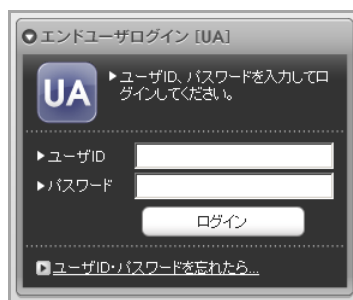 エンドユーザログイン [UA]
UA
ユーザID、パスワードを入力してロ
グインしてください。
ユーザID
パスワード
ログイン
ユーザID・パスワードを忘れたら...